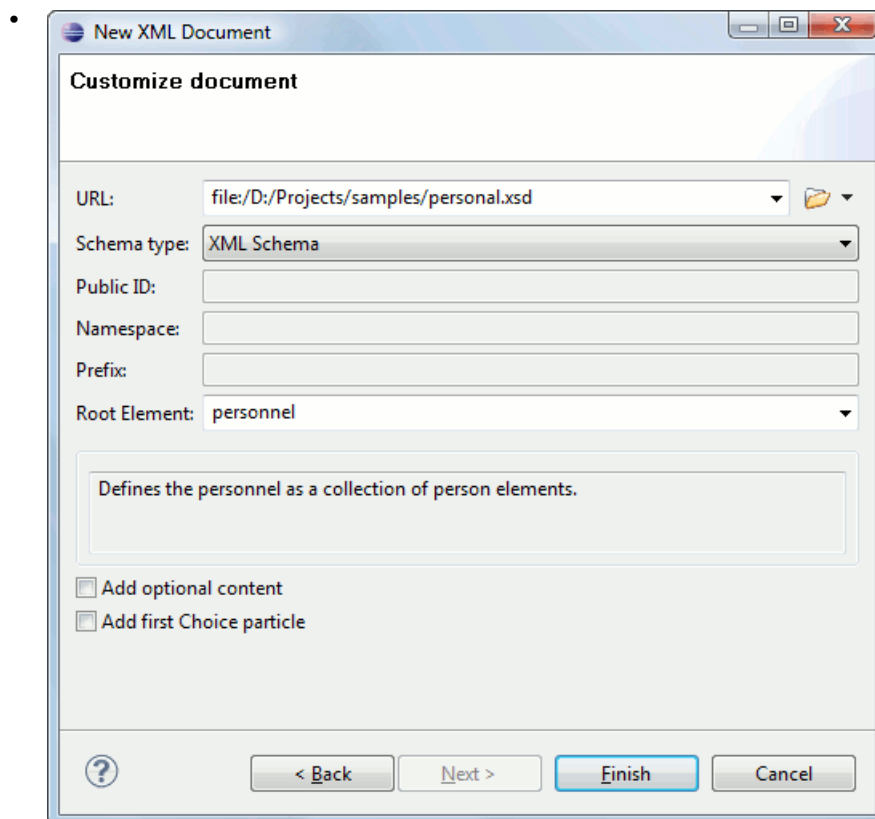 New XML Document
Customize document
URL: file:/D:/Projects/samples/personal.xsd
Schema type: XML Schema
Public ID:
Namespace:
Prefix:
Root Element: personnel
Defines the personnel as a collection of person elements.
Add optional content
Add first Choice particle
? < Back Next > Finish Cancel